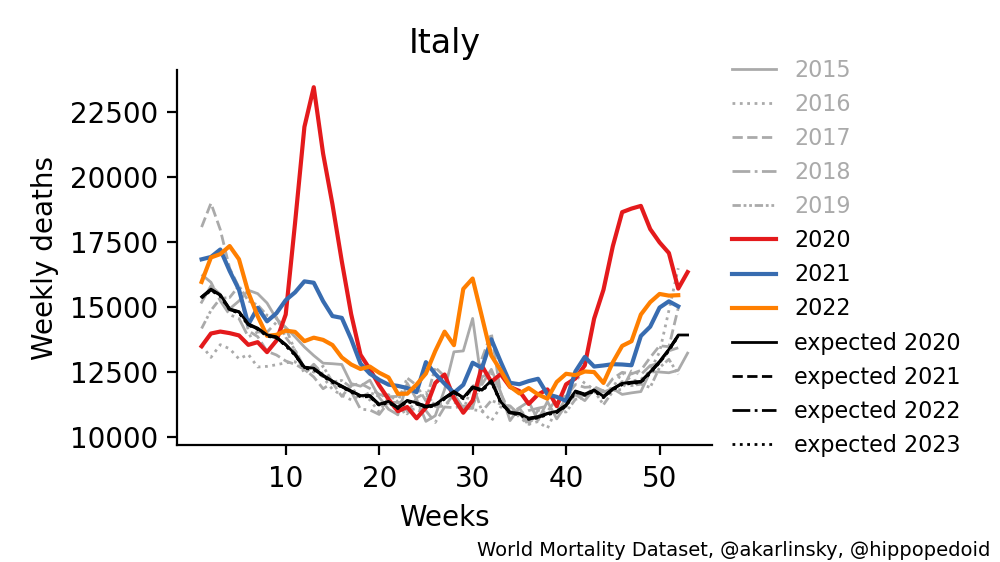 Italy
Weekly deaths
22500
20000
17500
15000
12500
10000
10 20 30 40 50
Weeks
2015
2016
2017
2018
2019
2020
2021
2022
expected 2020
expected 2021
expected 2022
expected 2023
World Mortality Dataset, @akarlinsky, @hippopedoid